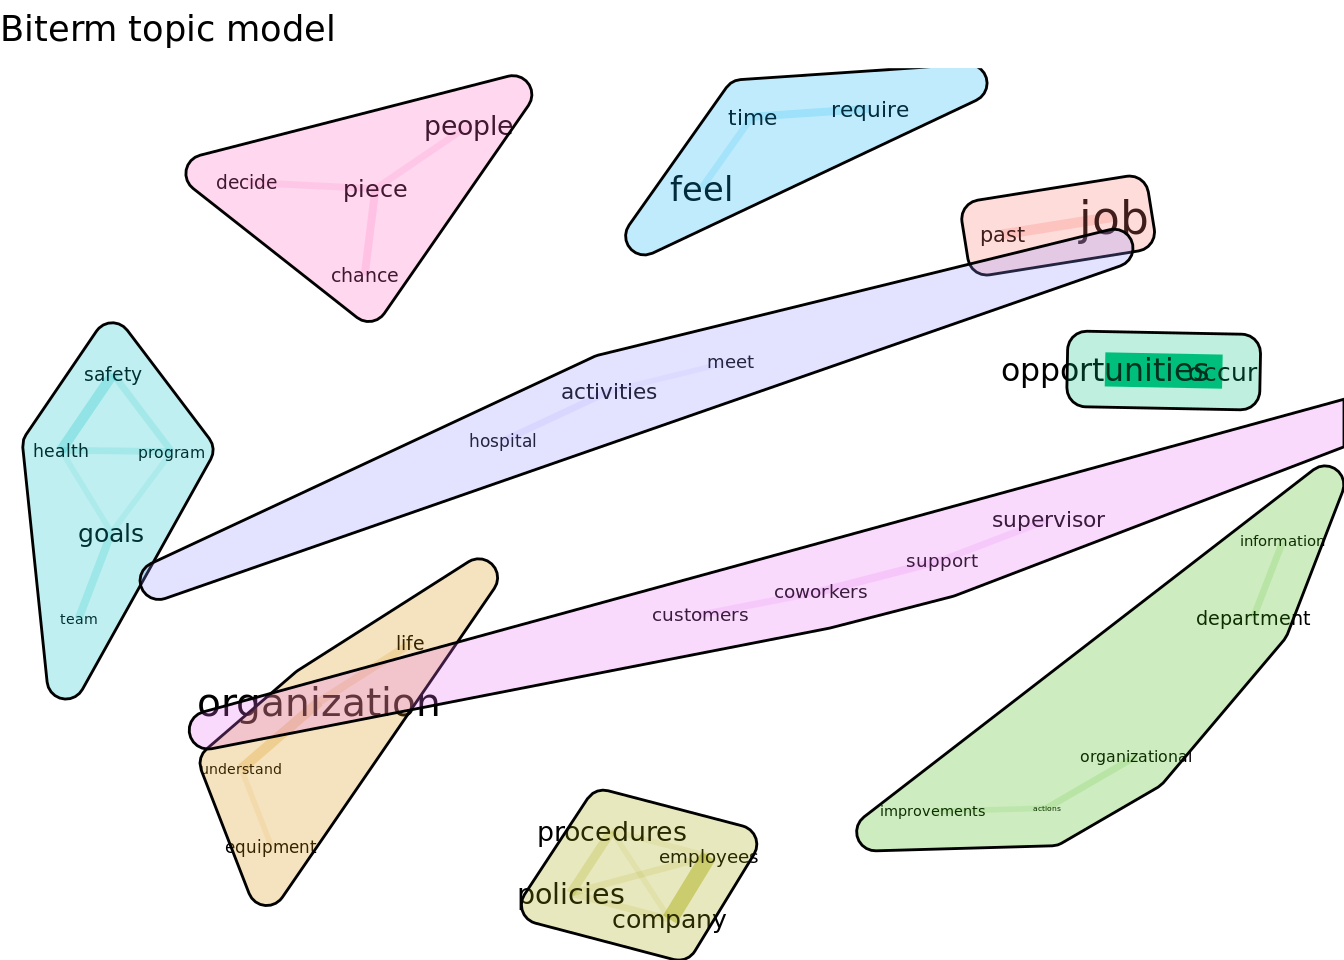 Biterm topic model
people
decide
piece
chance
time
require
feel
job
past
meet
activities
hospital
opportunities
occur
safety
health
program
goals
team
supervisor
support
coworkers
customers
information
department
organizational
improvements
actions
life
organization
understand
equipment
procedures
employees
policies
company